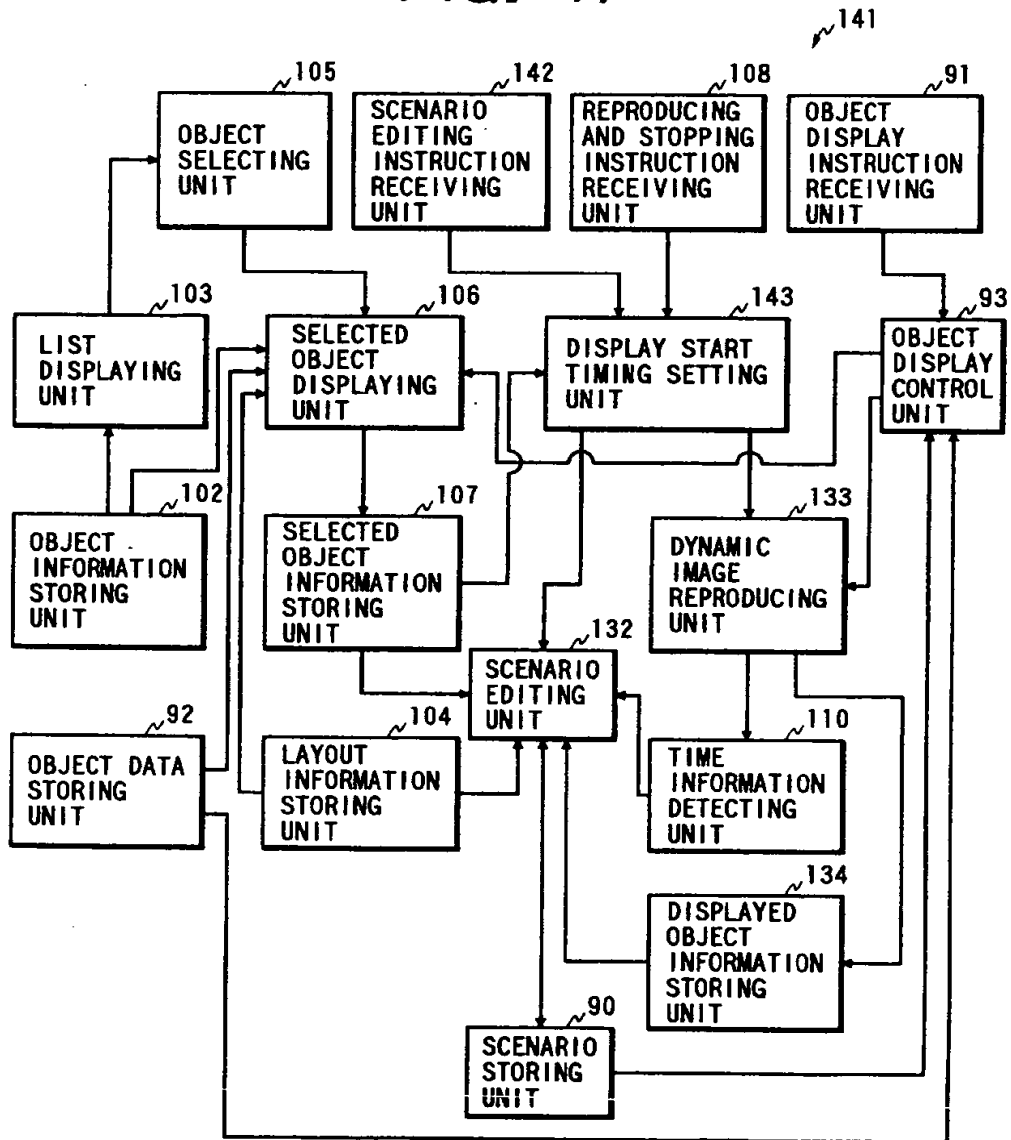 141
105
OBJECT
SELECTING
UNIT
142
SCENARIO
EDITING
INSTRUCTION
RECEIVING
UNIT
108
REPRODUCING
AND STOPPING
INSTRUCTION
RECEIVING
UNIT
91
OBJECT
DISPLAY
INSTRUCTION
RECEIVING
UNIT
103
LIST
DISPLAYING
UNIT
106
SELECTED
OBJECT
DISPLAYING
UNIT
143
DISPLAY START
TIMING SETTING
UNIT
93
OBJECT
DISPLAY
CONTROL
UNIT
102
OBJECT
INFORMATION
STORING
UNIT
107
SELECTED
OBJECT
INFORMATION
STORING
UNIT
133
DYNAMIC
IMAGE
REPRODUCING
UNIT
132
SCENARIO
EDITING
UNIT
92
OBJECT DATA
STORING
UNIT
104
LAYOUT
INFORMATION
STORING
UNIT
110
TIME
INFORMATION
DETECTING
UNIT
134
DISPLAYED
OBJECT
INFORMATION
STORING
UNIT
90
SCENARIO
STORING
UNIT